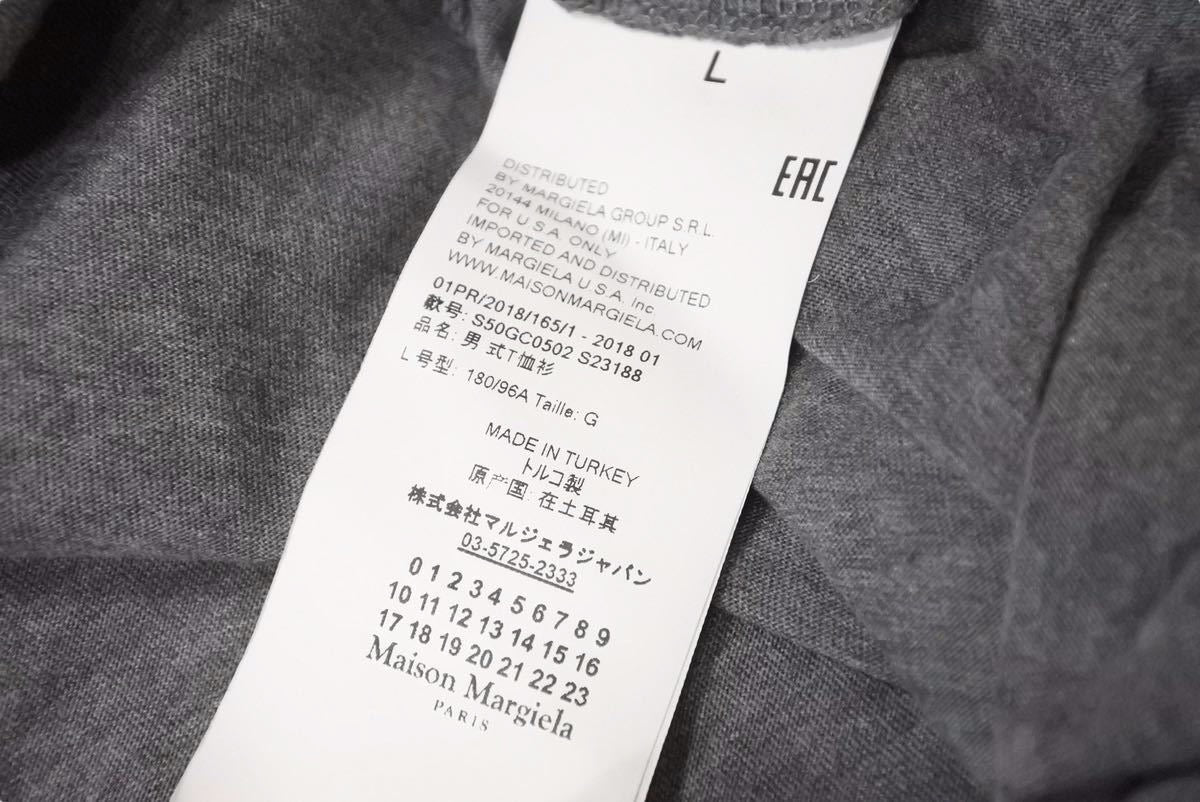 L
EAC
DISTRIBUTED
BY MARGIELA GROUP S.R.L.
20144 MILANO (MI) - ITALY
FOR U.S.A. ONLY
IMPORTED AND DISTRIBUTED
BY MARGIELA U.S.A. Inc
WWW.MAISONMARGIELA.COM
01PR/2018/165/1 - 2018 01
款号: S50GC0502 S23188
品名: 男 式T恤衫
L 号型: 180/96A Taille: G
MADE IN TURKEY
トルコ製
原产国: 在土耳其
株式会社マルジェラジャパン
03-5725-2333
0 1 2 3 4 5 6 7 8 9
10 11 12 13 14 15 16
17 18 19 20 21 22 23
Maison Margiela
PARIS